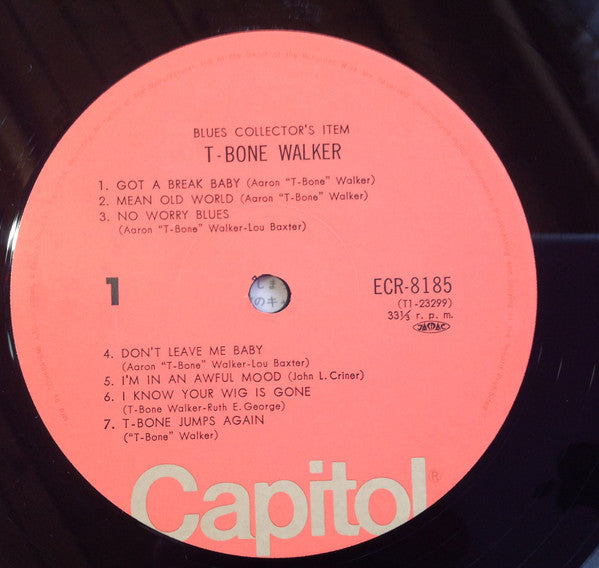 BLUES COLLECTOR'S ITEM
T-BONE WALKER
1. GOT A BREAK BABY (Aaron "T-Bone" Walker)
2. MEAN OLD WORLD (Aaron "T-Bone" Walker)
3. NO WORRY BLUES
(Aaron "T-Bone" Walker-Lou Baxter)
1
ECR-8185
(T1-23299)
33⅓ r. p. m.
JASRAC
4. DON'T LEAVE ME BABY
(Aaron "T-Bone" Walker-Lou Baxter)
5. I'M IN AN AWFUL MOOD (John L. Criner)
6. I KNOW YOUR WIG IS GONE
(T-Bone Walker-Ruth E. George)
7. T-BONE JUMPS AGAIN
("T-Bone" Walker)
Capitol®